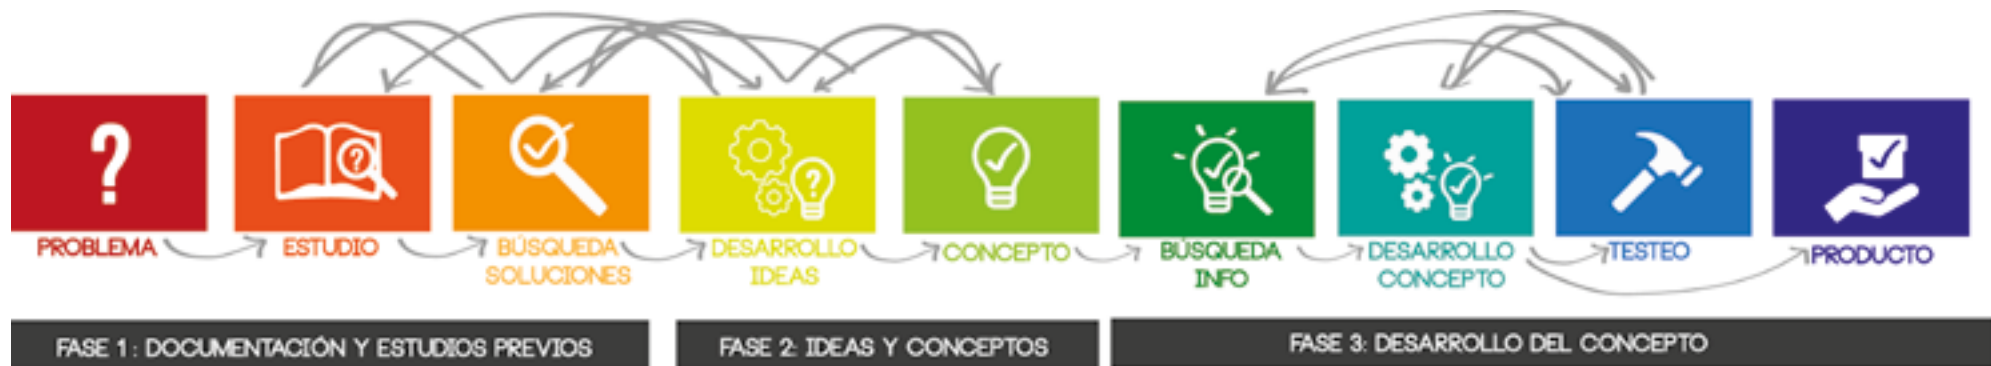 ?
?
?
PROBLEMA
ESTUDIO
BÚSQUEDA
SOLUCIONES
DESARROLLO
IDEAS
CONCEPTO
BÚSQUEDA
INFO
DESARROLLO
CONCEPTO
TESTEO
PRODUCTO
FASE 1 : DOCUMENTACIÓN Y ESTUDIOS PREVIOS
FASE 2: IDEAS Y CONCEPTOS
FASE 3: DESARROLLO DEL CONCEPTO